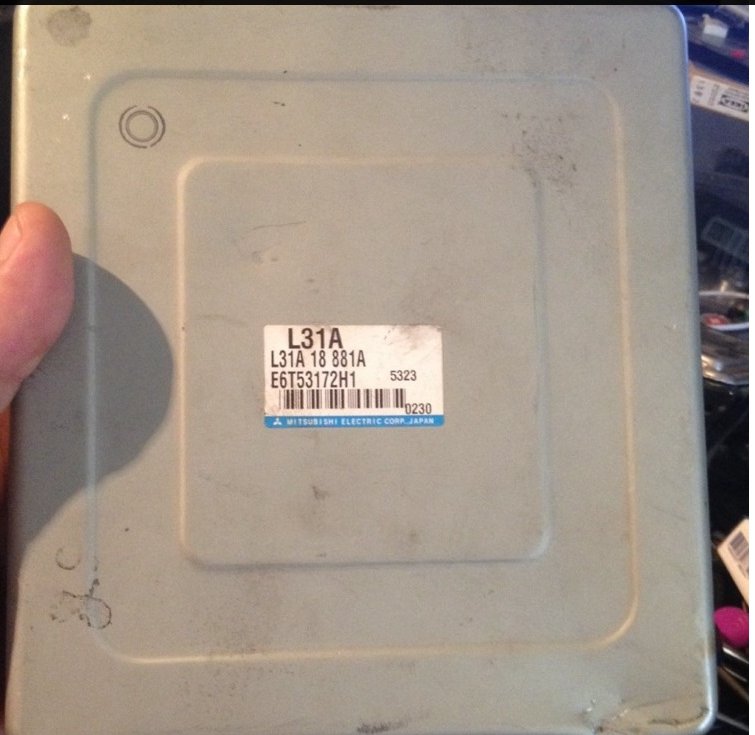 L31A
L31A 18 881A
E6T53172H1 5323
0230
MITSUBISHI ELECTRIC CORP. JAPAN